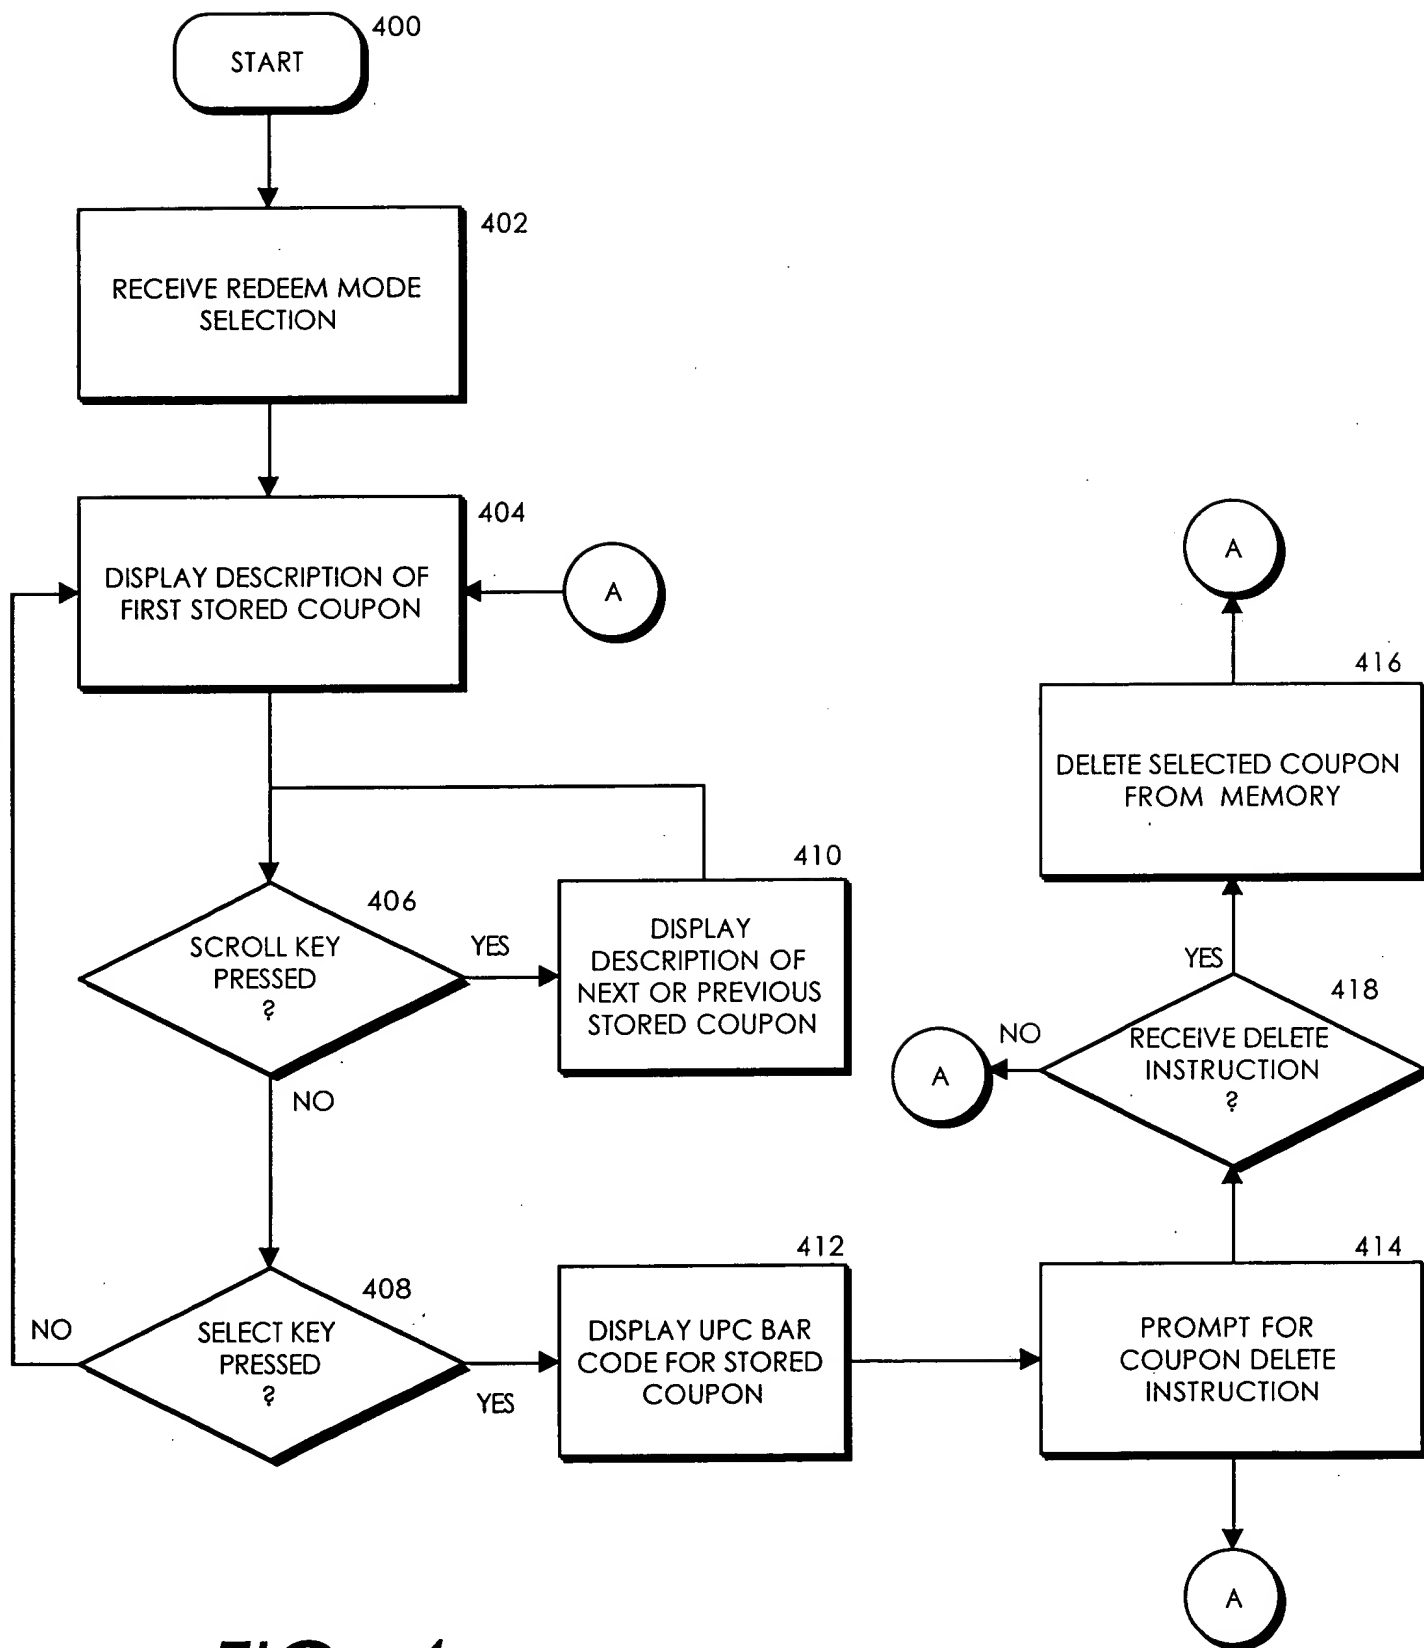 START
400
RECEIVE REDEEM MODE
SELECTION
402
DISPLAY DESCRIPTION OF
FIRST STORED COUPON
404
A
SCROLL KEY
PRESSED
?
406
YES
NO
DISPLAY
DESCRIPTION OF
NEXT OR PREVIOUS
STORED COUPON
410
SELECT KEY
PRESSED
?
408
NO
YES
DISPLAY UPC BAR
CODE FOR STORED
COUPON
412
PROMPT FOR
COUPON DELETE
INSTRUCTION
414
A
RECEIVE DELETE
INSTRUCTION
?
418
NO
A
YES
DELETE SELECTED COUPON
FROM MEMORY
416
A